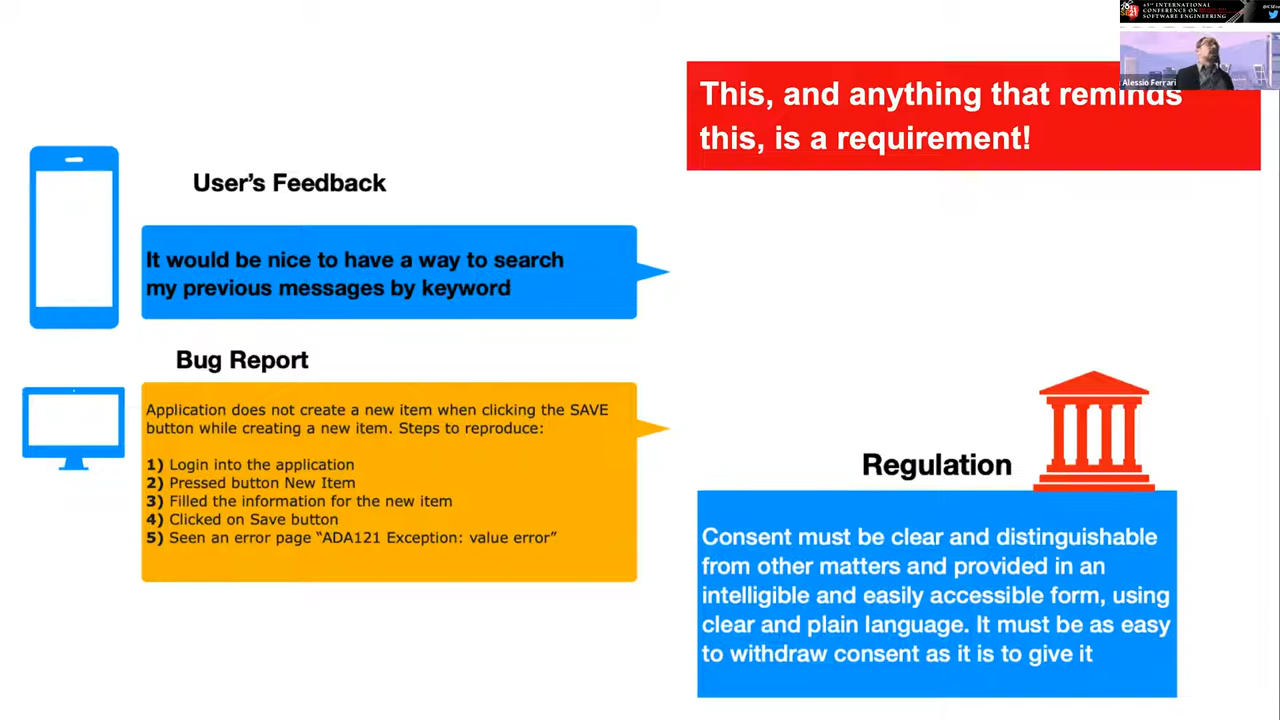 43rd INTERNATIONAL
CONFERENCE ON
SOFTWARE ENGINEERING
Alessio Ferrari
This, and anything that reminds
this, is a requirement!
User's Feedback
It would be nice to have a way to search
my previous messages by keyword
Bug Report
Application does not create a new item when clicking the SAVE
button while creating a new item. Steps to reproduce:
1) Login into the application
2) Pressed button New Item
3) Filled the information for the new item
4) Clicked on Save button
5) Seen an error page “ADA121 Exception: value error”
Regulation
Consent must be clear and distinguishable
from other matters and provided in an
intelligible and easily accessible form, using
clear and plain language. It must be as easy
to withdraw consent as it is to give it